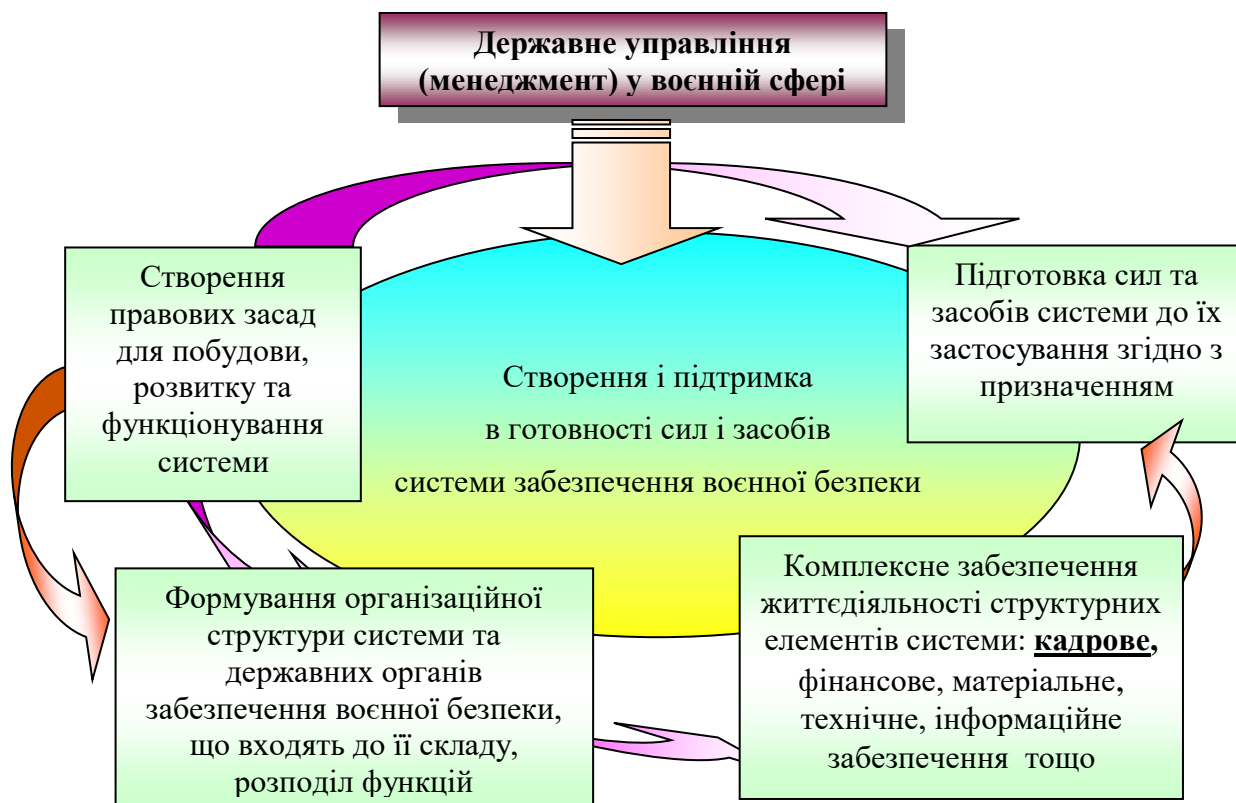 Державне управління
(менеджмент) у воєнній сфері
Створення
правових засад
для побудови,
розвитку та
функціонування
системи
Створення і підтримка
в готовності сил і засобів
системи забезпечення воєнної безпеки
Підготовка сил та
засобів системи до їх
застосування згідно з
призначенням
Формування організаційної
структури системи та
державних органів
забезпечення воєнної безпеки,
що входять до її складу,
розподіл функцій
Комплексне забезпечення
життєдіяльності структурних
елементів системи: кадрове,
фінансове, матеріальне,
технічне, інформаційне
забезпечення тощо